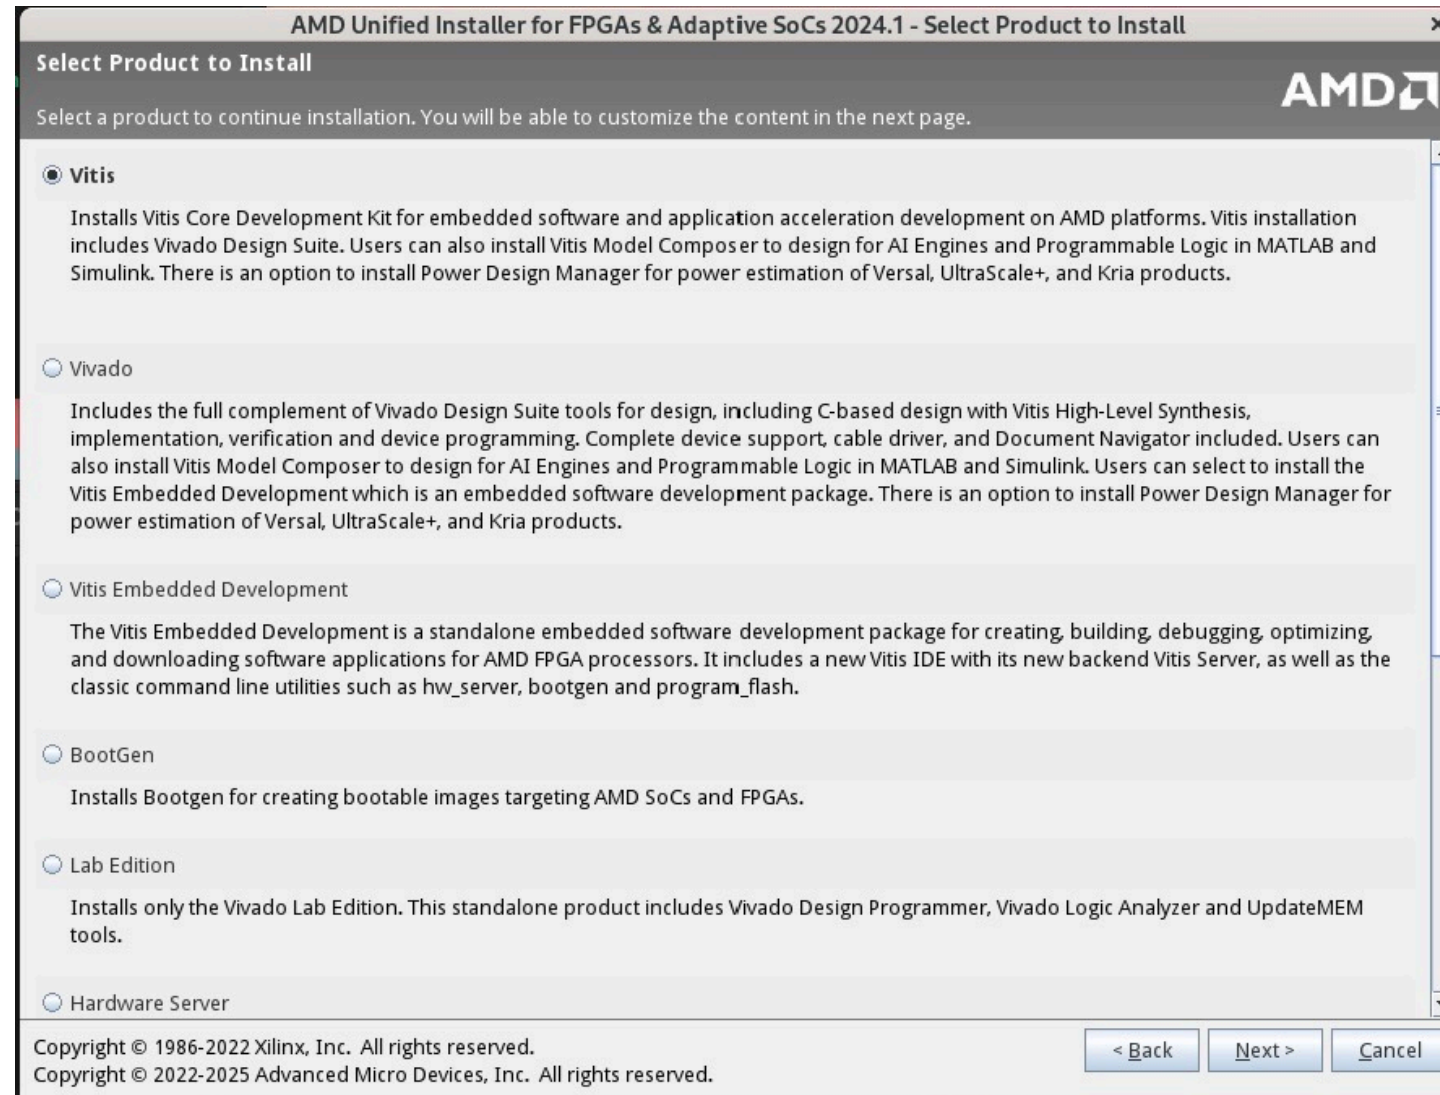 AMD Unified Installer for FPGAs & Adaptive SoCs 2024.1 - Select Product to Install
Select Product to Install
AMD
Select a product to continue installation. You will be able to customize the content in the next page.
Vitis
Installs Vitis Core Development Kit for embedded software and application acceleration development on AMD platforms. Vitis installation
includes Vivado Design Suite. Users can also install Vitis Model Composer to design for AI Engines and Programmable Logic in MATLAB and
Simulink. There is an option to install Power Design Manager for power estimation of Versal, UltraScale+, and Kria products.
Vivado
Includes the full complement of Vivado Design Suite tools for design, including C-based design with Vitis High-Level Synthesis,
implementation, verification and device programming. Complete device support, cable driver, and Document Navigator included. Users can
also install Vitis Model Composer to design for AI Engines and Programmable Logic in MATLAB and Simulink. Users can select to install the
Vitis Embedded Development which is an embedded software development package. There is an option to install Power Design Manager for
power estimation of Versal, UltraScale+, and Kria products.
Vitis Embedded Development
The Vitis Embedded Development is a standalone embedded software development package for creating, building, debugging, optimizing,
and downloading software applications for AMD FPGA processors. It includes a new Vitis IDE with its new backend Vitis Server, as well as the
classic command line utilities such as hw_server, bootgen and program_flash.
BootGen
Installs Bootgen for creating bootable images targeting AMD SoCs and FPGAs.
Lab Edition
Installs only the Vivado Lab Edition. This standalone product includes Vivado Design Programmer, Vivado Logic Analyzer and UpdateMEM
tools.
Hardware Server
Copyright © 1986-2022 Xilinx, Inc. All rights reserved.
Copyright © 2022-2025 Advanced Micro Devices, Inc. All rights reserved.
< Back
Next >
Cancel